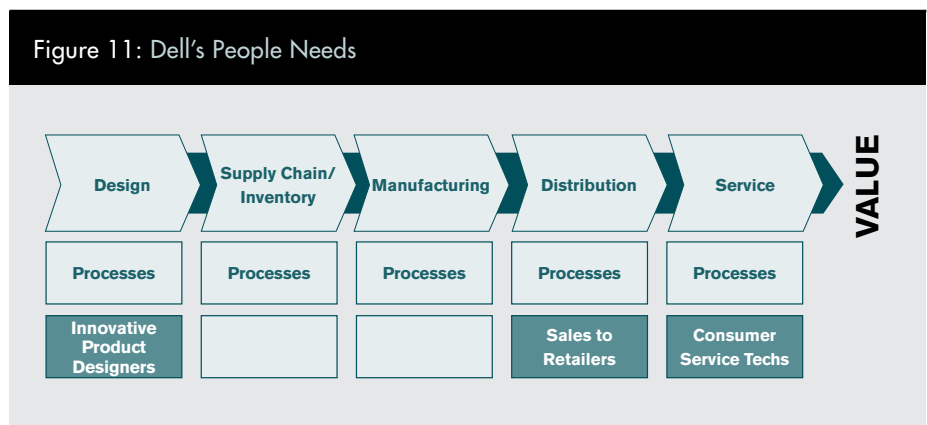 Figure 11: Dell's People Needs
Design
Supply Chain/
Inventory
Manufacturing
Distribution
Service
VALUE
Processes
Processes
Processes
Processes
Processes
Innovative
Product
Designers
Sales to
Retailers
Consumer
Service Techs